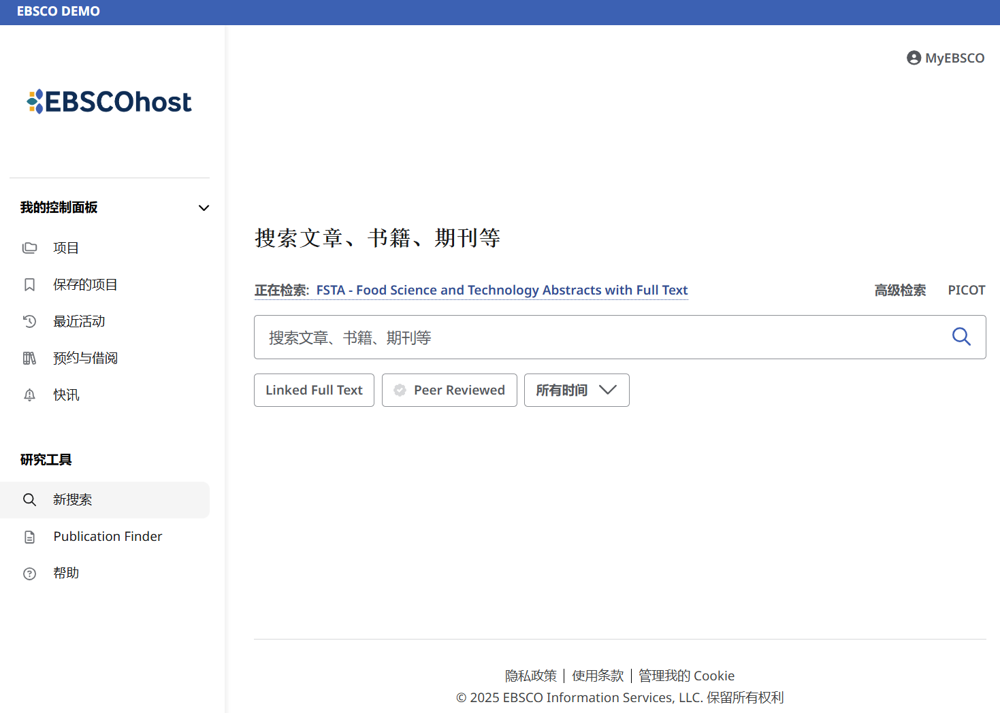 EBSCO DEMO
MyEBSCO
EBSCOhost
我的控制面板
项目
保存的项目
最近活动
预约与借阅
快讯
研究工具
新搜索
Publication Finder
帮助
搜索文章、书籍、期刊等
正在检索: FSTA - Food Science and Technology Abstracts with Full Text
高级检索 PICOT
搜索文章、书籍、期刊等
Linked Full Text Peer Reviewed 所有时间
隐私政策 | 使用条款 | 管理我的 Cookie
© 2025 EBSCO Information Services, LLC. 保留所有权利